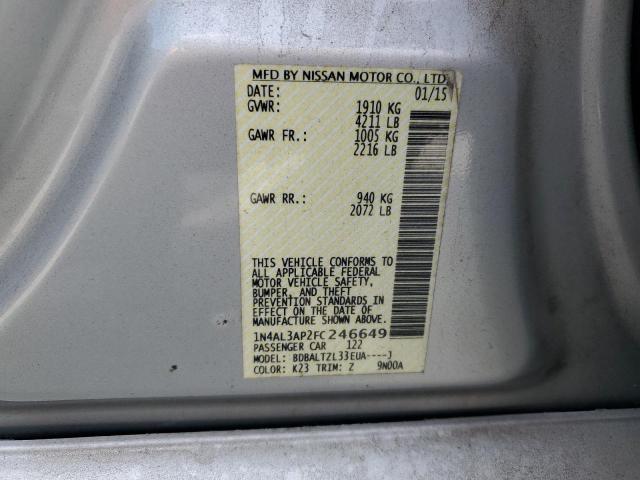 MFD BY NISSAN MOTOR CO., LTD.
DATE: 01/15
GVWR: 1910 KG
4211 LB
GAWR FR.: 1005 KG
2216 LB
GAWR RR.: 940 KG
2072 LB
THIS VEHICLE CONFORMS TO
ALL APPLICABLE FEDERAL
MOTOR VEHICLE SAFETY,
BUMPER, AND THEFT
PREVENTION STANDARDS IN
EFFECT ON THE DATE OF
MANUFACTURE SHOWN ABOVE.
1N4AL3AP2FC246649
PASSENGER CAR 122
MODEL: BDBALTZL33EUA----J
COLOR: K23 TRIM: Z 9N00A